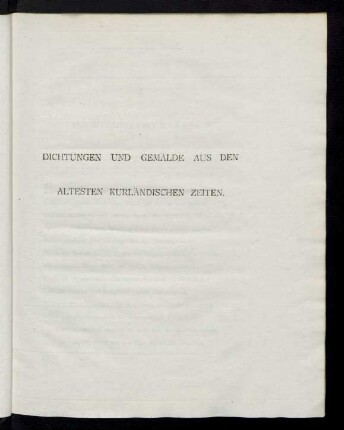 DICHTUNGEN UND GEMÄLDE AUS DEN
ÄLTESTEN KURLÄNDISCHEN ZEITEN.